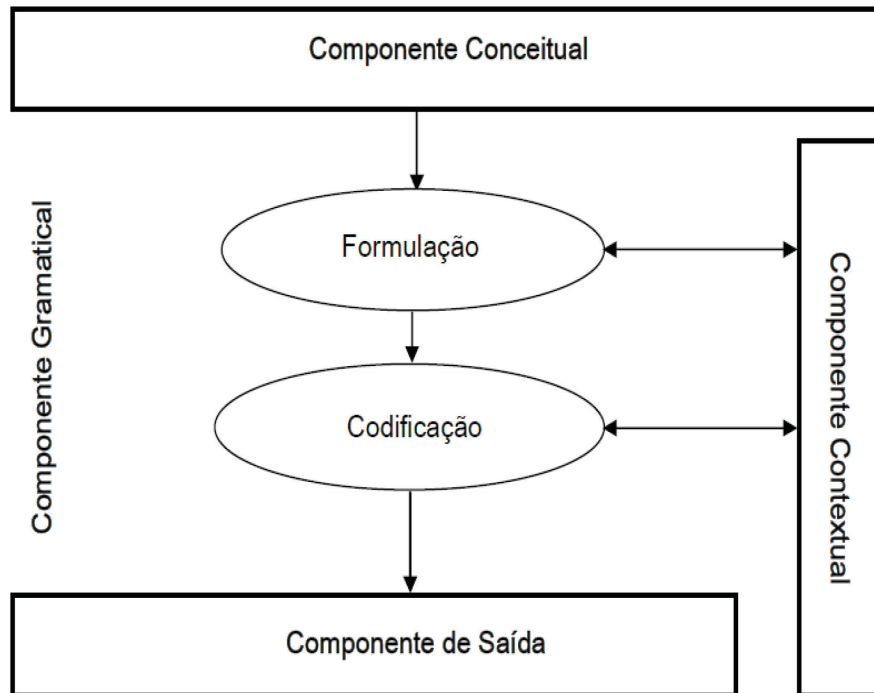 Componente Conceitual
Componente Gramatical
Formulação
Componente Contextual
Codificação
Componente de Saída